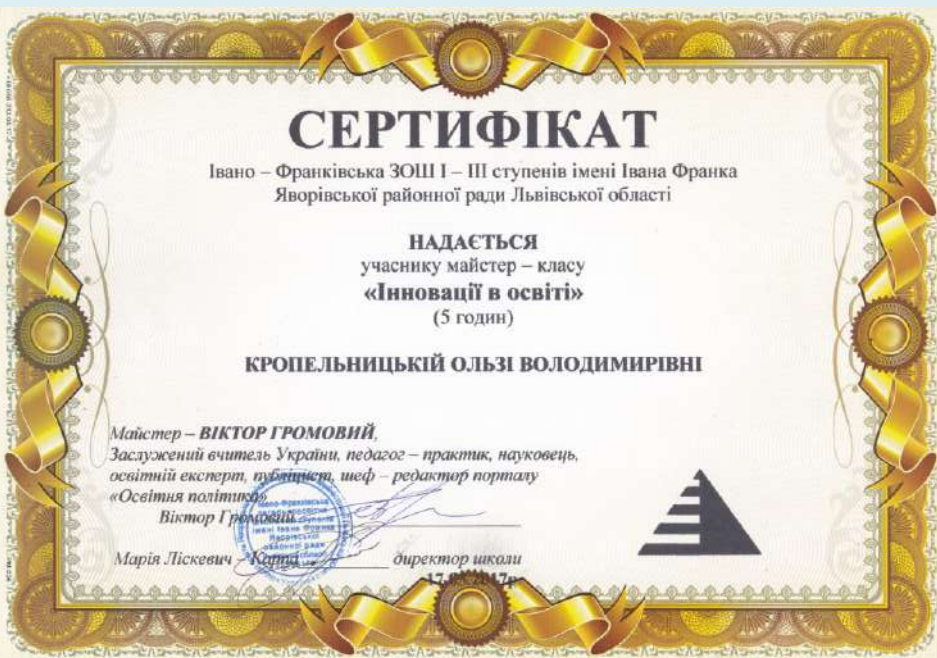 СЕРТИФІКАТ
Івано – Франківська ЗОШ І – ІІІ ступенів імені Івана Франка
Яворівської районної ради Львівської області
НАДАЄТЬСЯ
учаснику майстер – класу
«Інновації в освіті»
(5 годин)
КРОПЕЛЬНИЦЬКІЙ ОЛЬЗІ ВОЛОДИМИРІВНІ
Майстер – ВІКТОР ГРОМОВИЙ,
Заслужений вчитель України, педагог – практик, науковець,
освітній експерт, публіцист, шеф – редактор порталу
«Освітня політика»
Віктор Громовий
Марія Ліскевич – директор школи